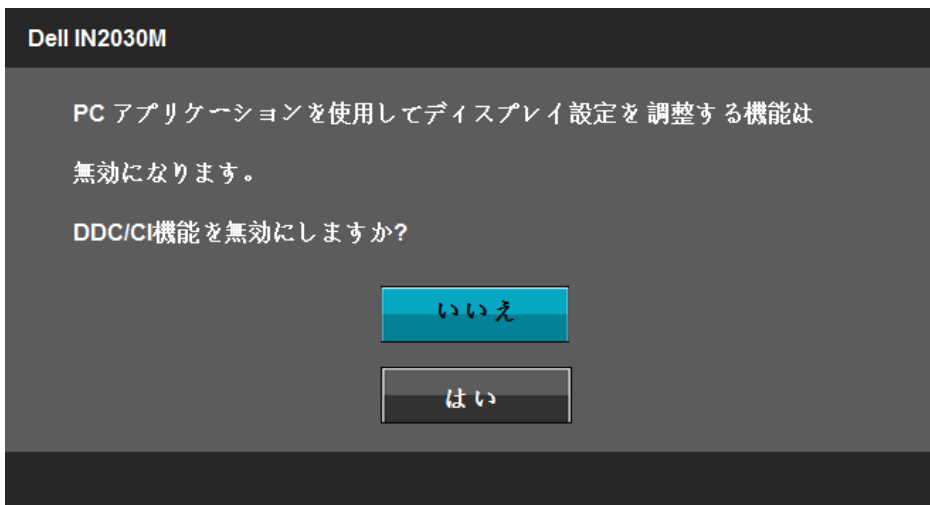 Dell IN2030M
PC アプリケーションを使用してディスプレイ設定を調整する機能は
無効になります。
DDC/CI機能を無効にしますか?
いいえ
はい